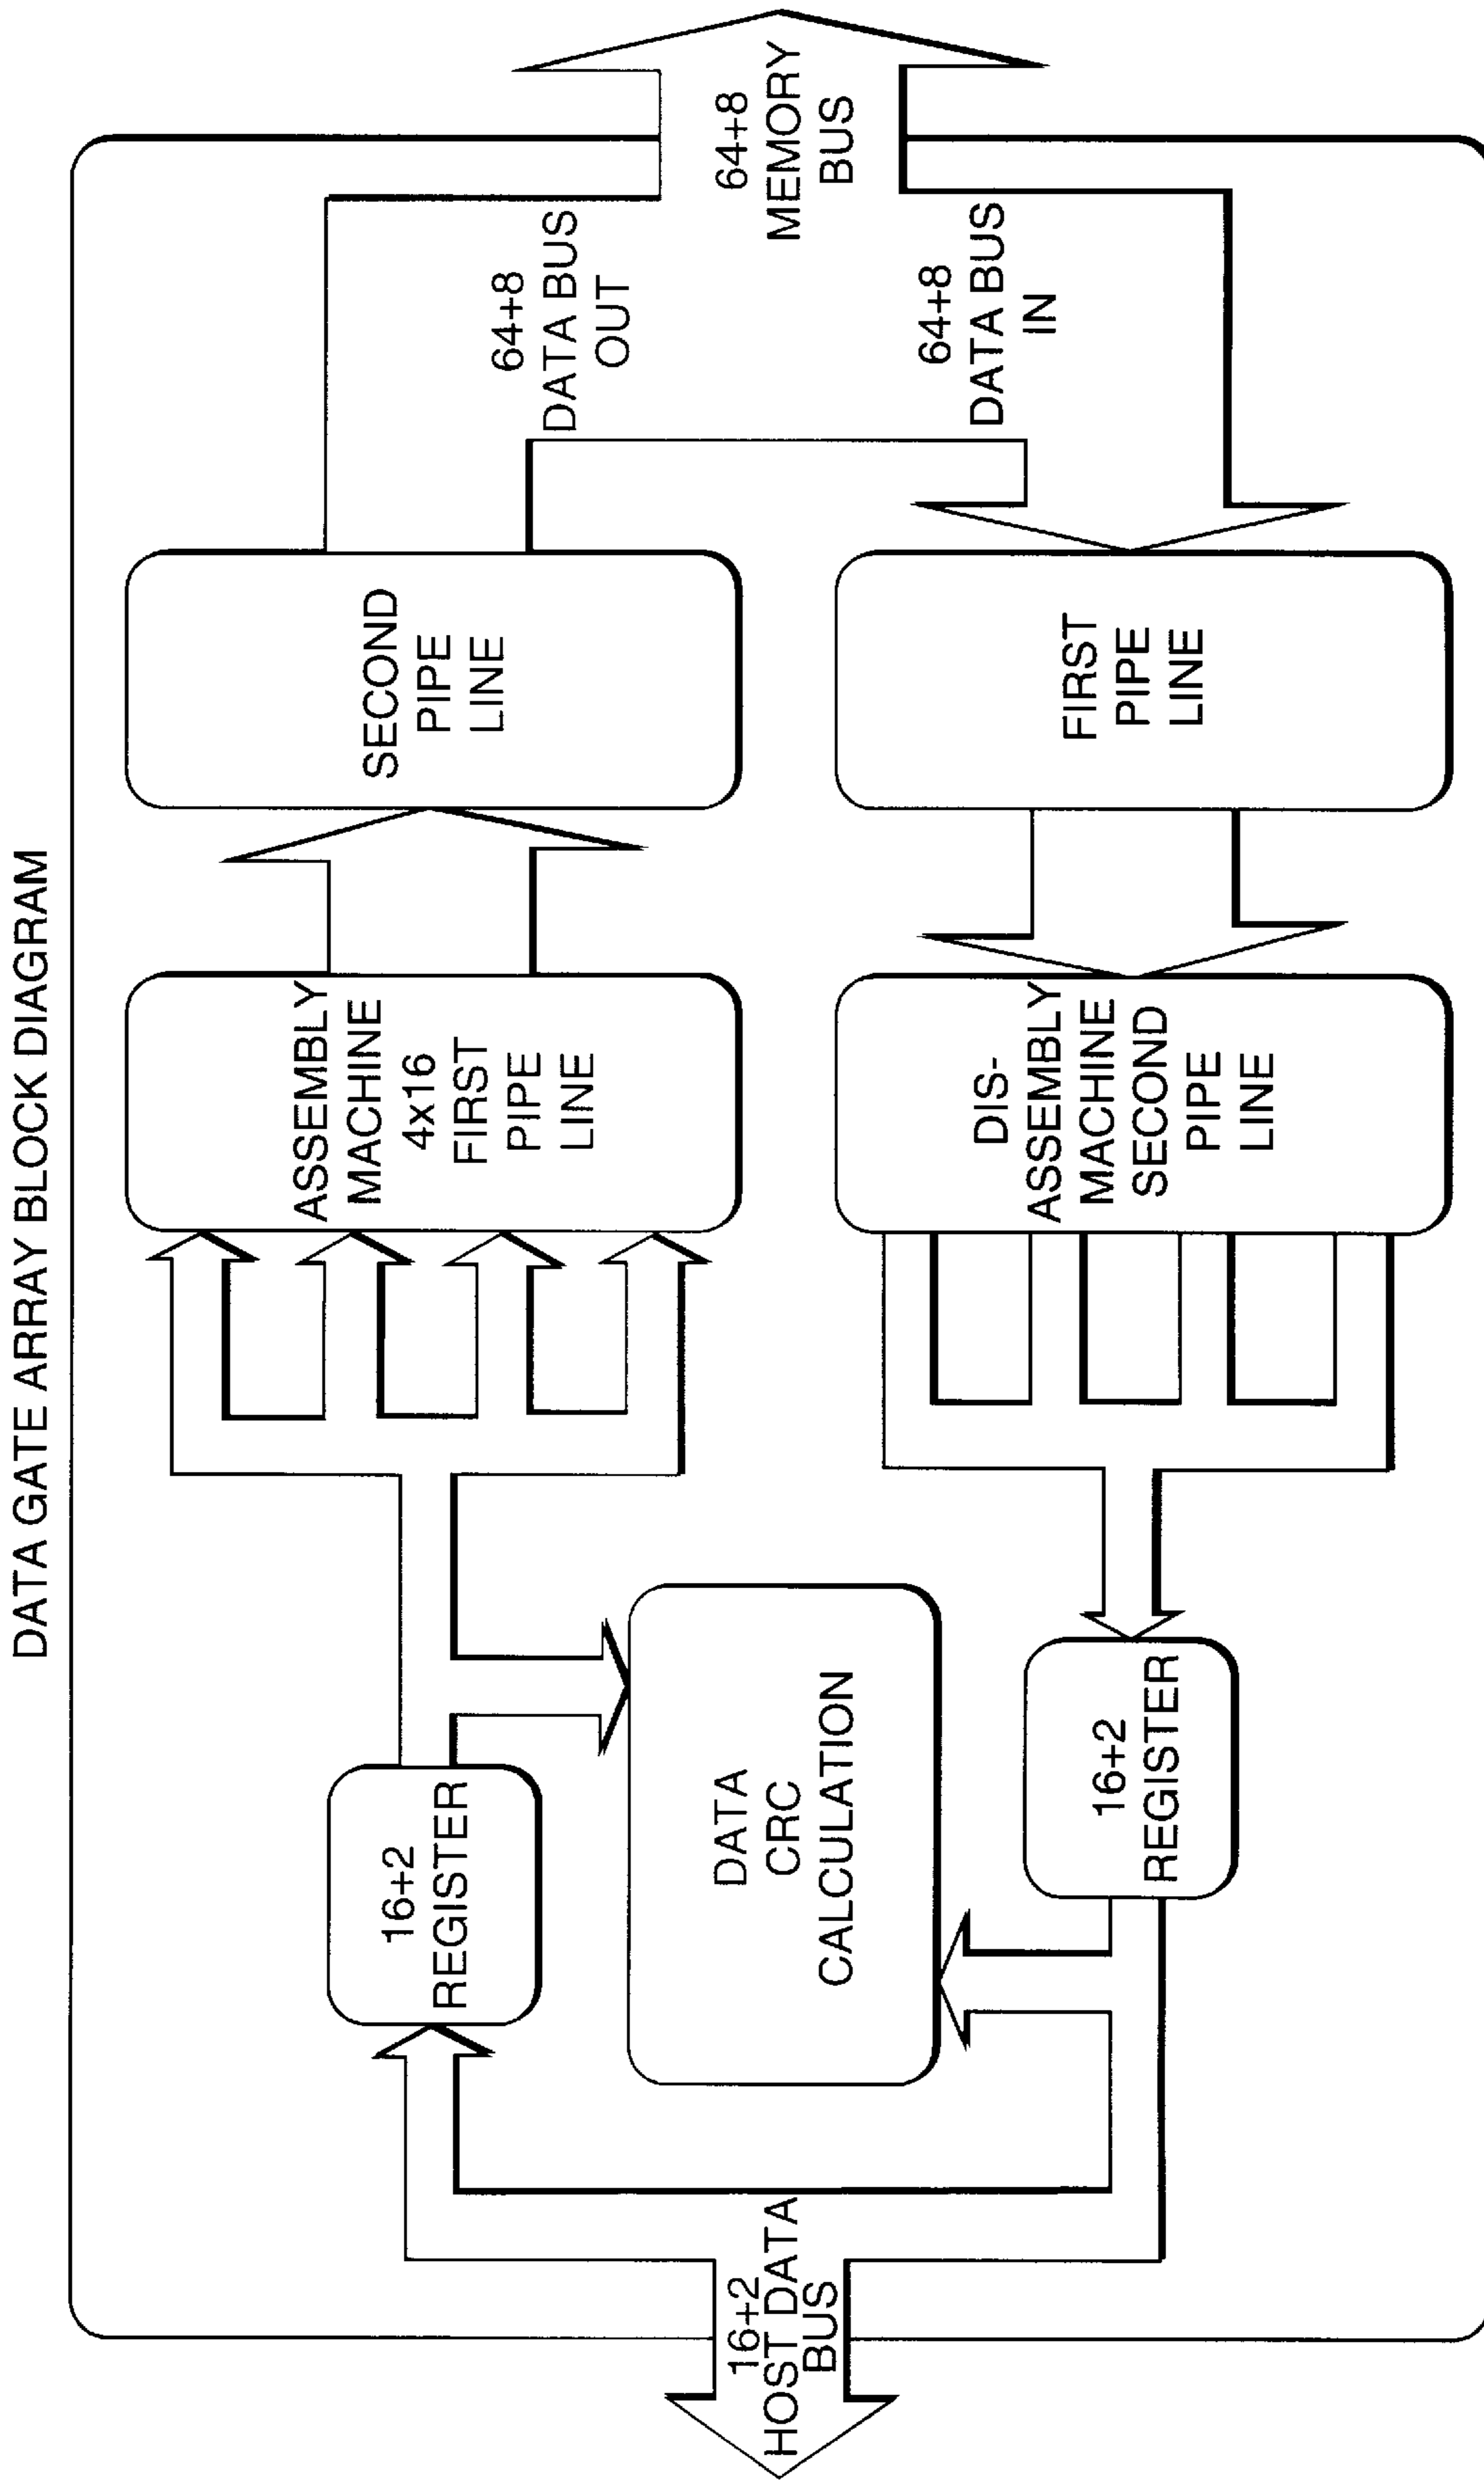 DATA GATE ARRAY BLOCK DIAGRAM
16+2
HOST DATA
BUS
16+2
REGISTER
ASSEMBLY
MACHINE
4x16
FIRST
PIPE
LINE
SECOND
PIPE
LINE
64+8
DATA BUS
OUT
64+8
MEMORY
BUS
DATA
CRC
CALCULATION
16+2
REGISTER
DIS-
ASSEMBLY
MACHINE
SECOND
PIPE
LINE
FIRST
PIPE
LINE
64+8
DATA BUS
IN